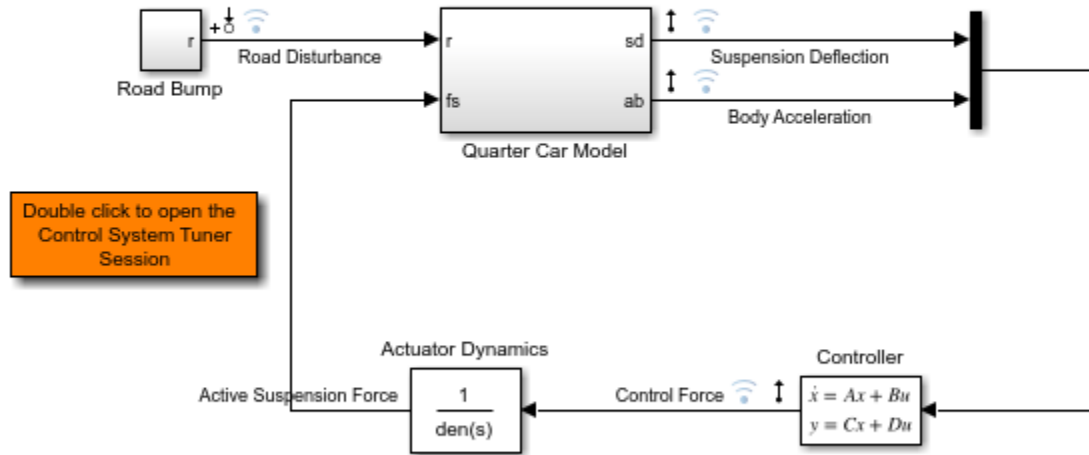 r
+
Road Disturbance
Road Bump
r
fs
sd
ab
Suspension Deflection
Body Acceleration
Quarter Car Model
Double click to open the
Control System Tuner
Session
Actuator Dynamics
Active Suspension Force
1
den(s)
Control Force
Controller
ẋ = Ax + Bu
y = Cx + Du